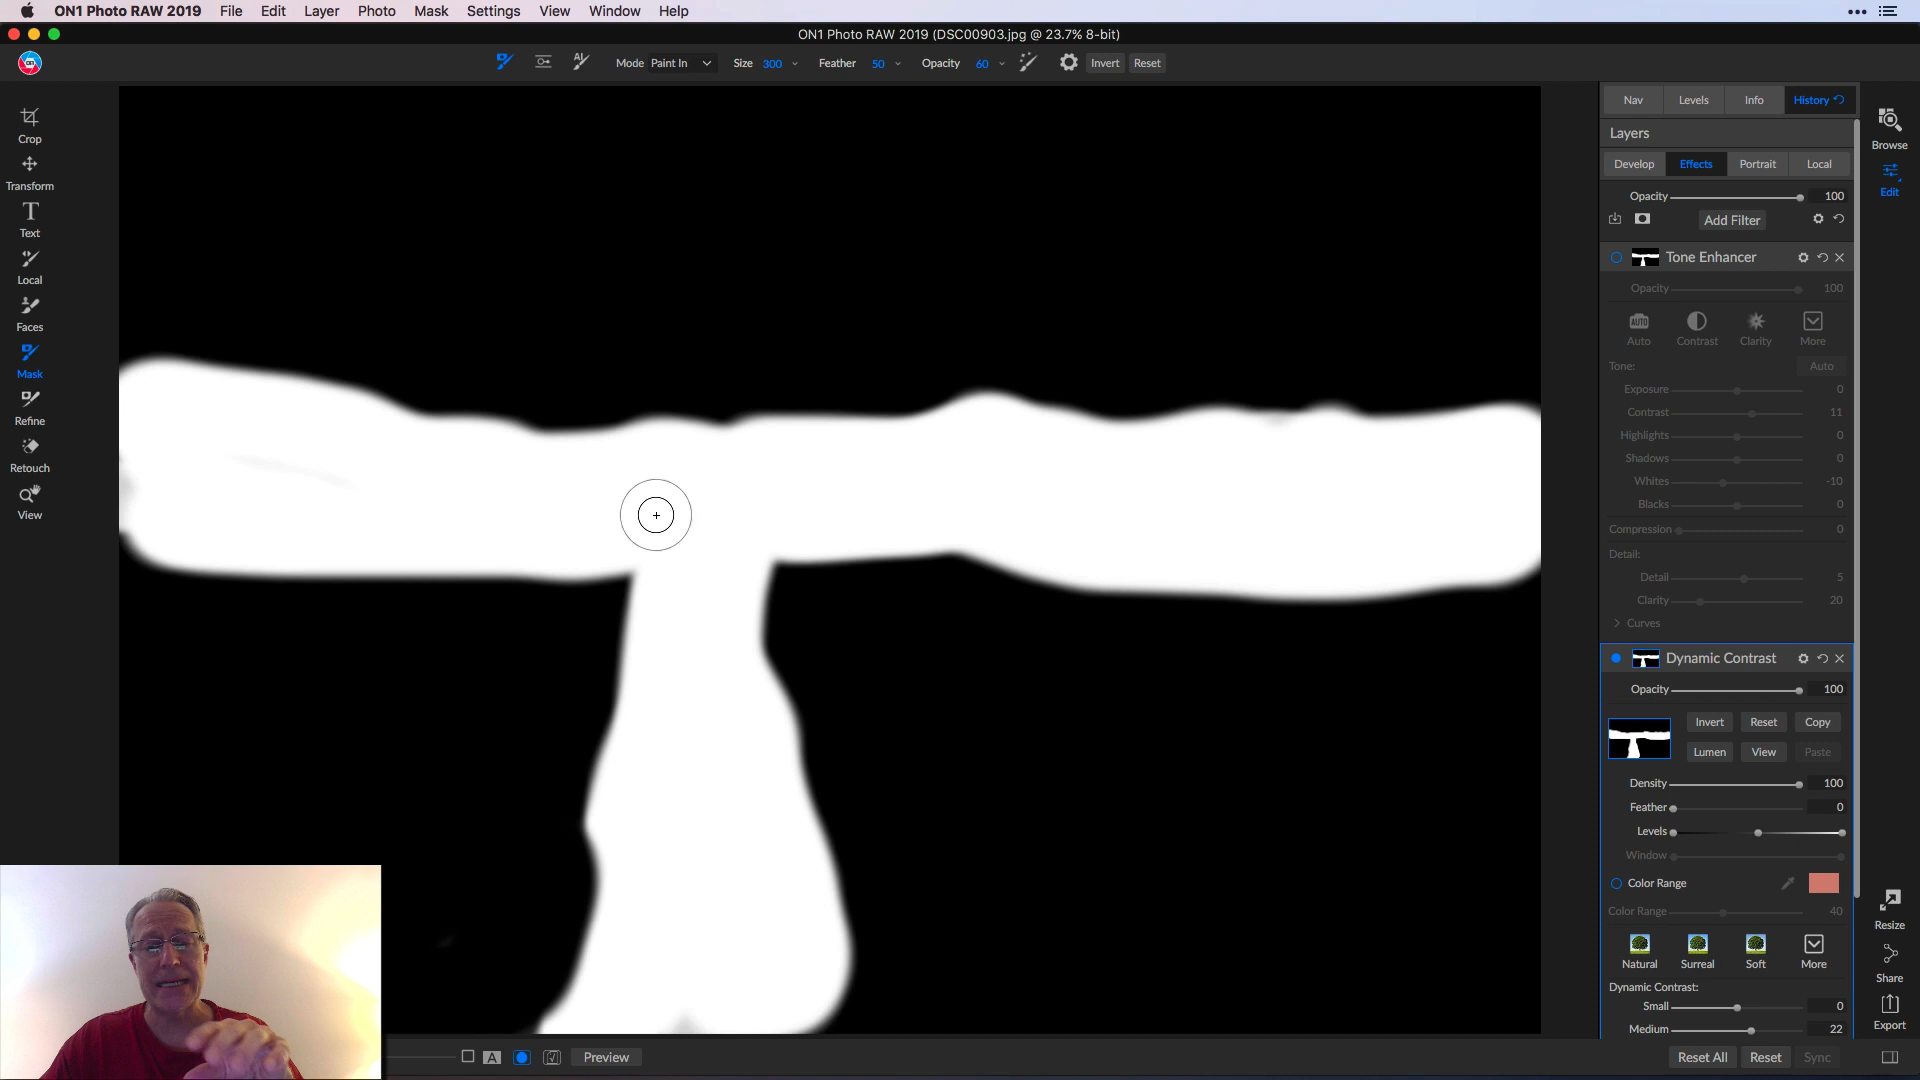 ON1 Photo RAW 2019 File Edit Layer Photo Mask Settings View Window Help
ON1 Photo RAW 2019 (DSC00903.jpg @ 23.7% 8-bit)
Mode Paint In Size 300 Feather 50 Opacity 60 Invert Reset
Nav Levels Info History
Layers
Develop Effects Portrait Local
Opacity 100
Add Filter
Crop
Transform
Text
Local
Faces
Mask
Refine
Retouch
View
Browse
Edit
Tone Enhancer
Opacity 100
AUTO
Auto Contrast Clarity More
Tone: Auto
Exposure 0
Contrast 11
Highlights 0
Shadows 0
Whites -10
Blacks 0
Compression 0
Detail:
Detail 5
Clarity 20
Curves
Dynamic Contrast
Opacity 100
Invert Reset Copy
Lumen View Paste
Density 100
Feather 0
Levels
Window
Color Range
Color Range 40
Natural Surreal Soft More
Dynamic Contrast:
Small 0
Medium 22
Resize
Share
Export
A Preview
Reset All Reset Sync